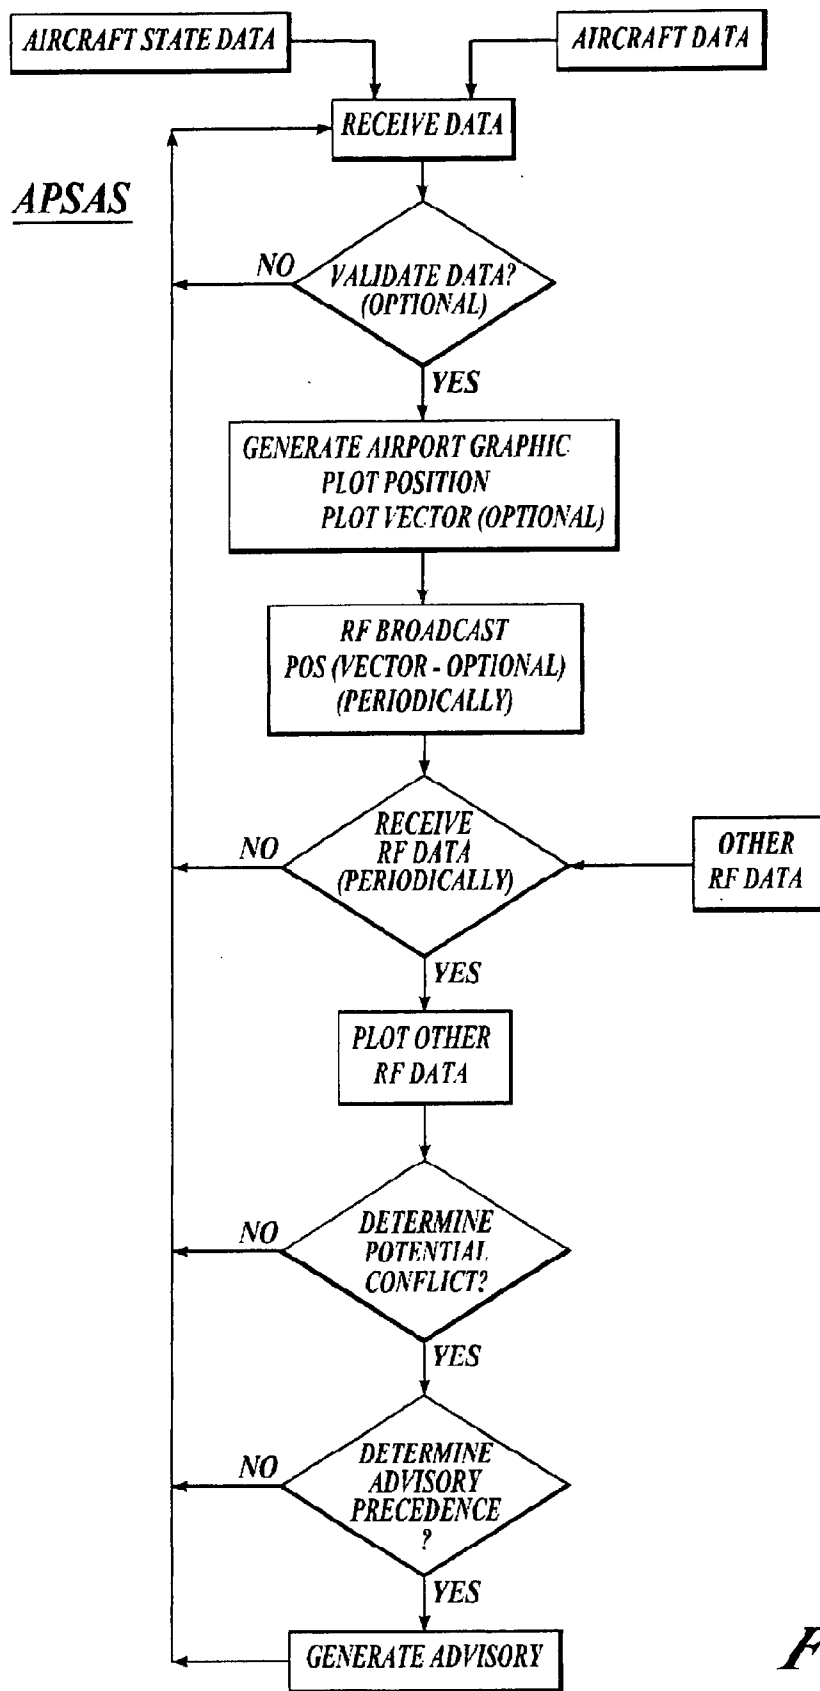 AIRCRAFT STATE DATA
AIRCRAFT DATA
RECEIVE DATA
APSAS
NO
VALIDATE DATA?
(OPTIONAL)
YES
GENERATE AIRPORT GRAPHIC
PLOT POSITION
PLOT VECTOR (OPTIONAL)
RF BROADCAST
POS (VECTOR - OPTIONAL)
(PERIODICALLY)
NO
RECEIVE
RF DATA
(PERIODICALLY)
OTHER
RF DATA
YES
PLOT OTHER
RF DATA
NO
DETERMINE
POTENTIAL
CONFLICT?
YES
NO
DETERMINE
ADVISORY
PRECEDENCE
?
YES
GENERATE ADVISORY
F